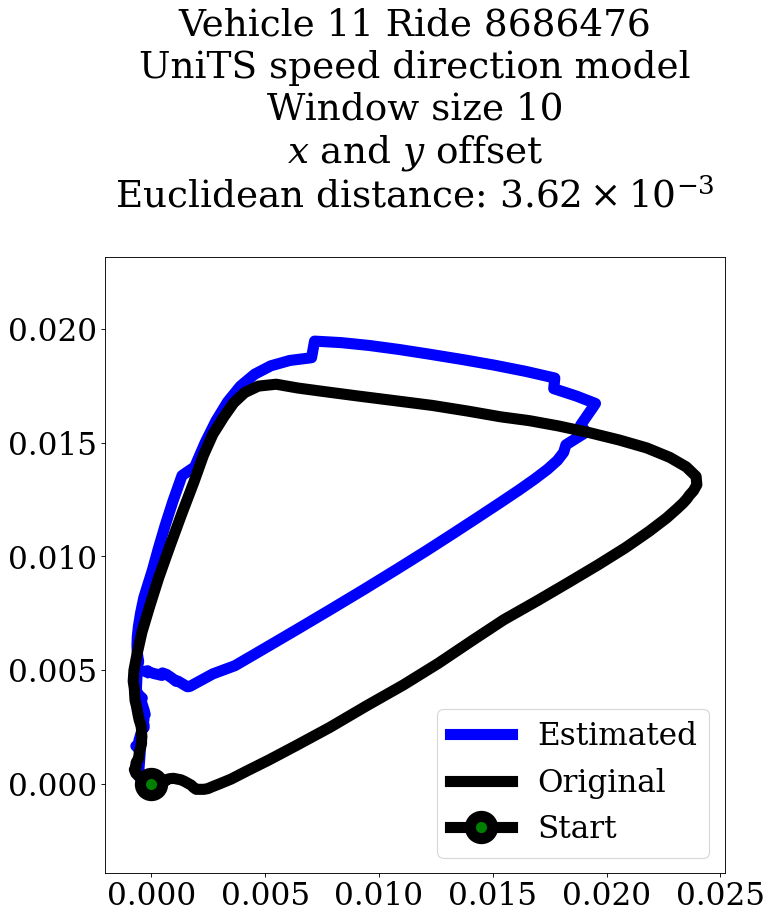 Vehicle 11 Ride 8686476
UniTS speed direction model
Window size 10
x and y offset
Euclidean distance: 3.62 × 10⁻³
0.020
0.015
0.010
0.005
0.000
Estimated
Original
Start
0.000 0.005 0.010 0.015 0.020 0.025